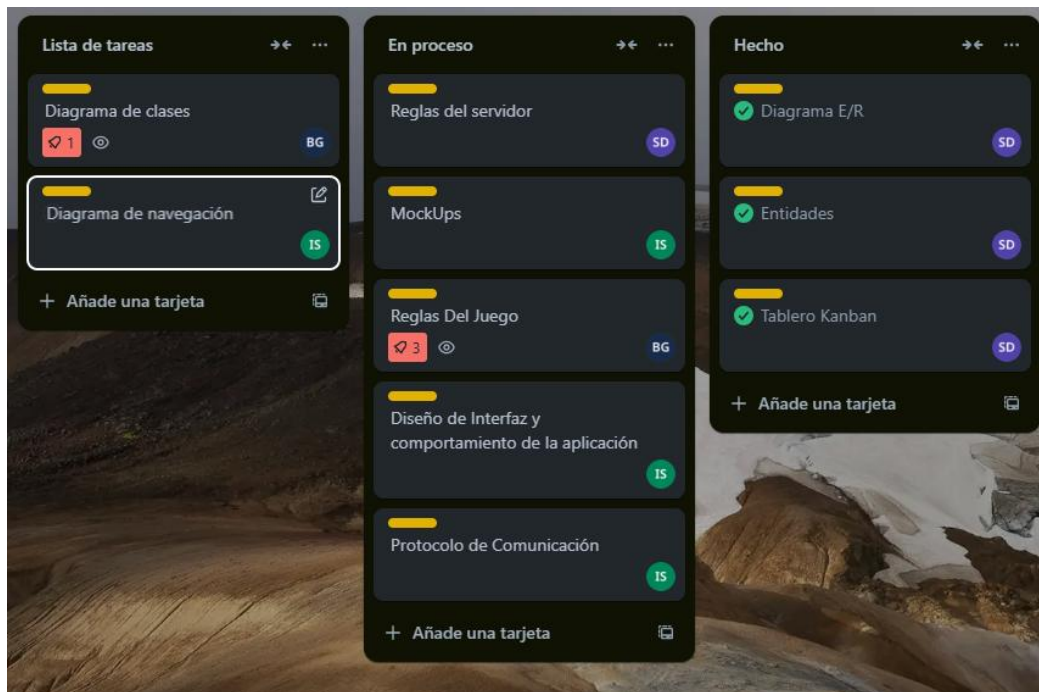 Lista de tareas
Diagrama de clases
1
BG
Diagrama de navegación
IS
+ Añade una tarjeta
En proceso
Reglas del servidor
SD
MockUps
IS
Reglas Del Juego
3
BG
Diseño de Interfaz y
comportamiento de la aplicación
IS
Protocolo de Comunicación
IS
+ Añade una tarjeta
Hecho
Diagrama E/R
SD
Entidades
SD
Tablero Kanban
SD
+ Añade una tarjeta